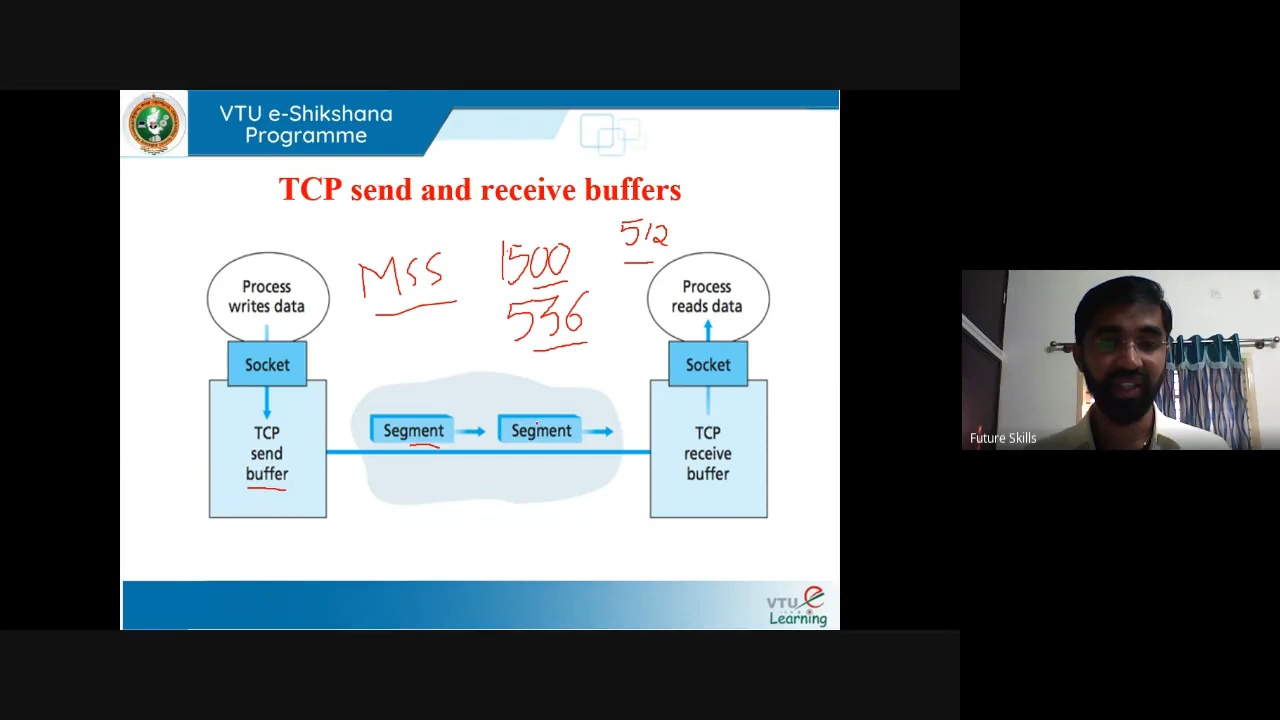 VTU e-Shikshana
Programme
TCP send and receive buffers
512
MSS
1500
536
Process
writes data
Process
reads data
Socket
Socket
Segment
Segment
TCP
send
buffer
TCP
receive
buffer
Future Skills
VTU e
Learning